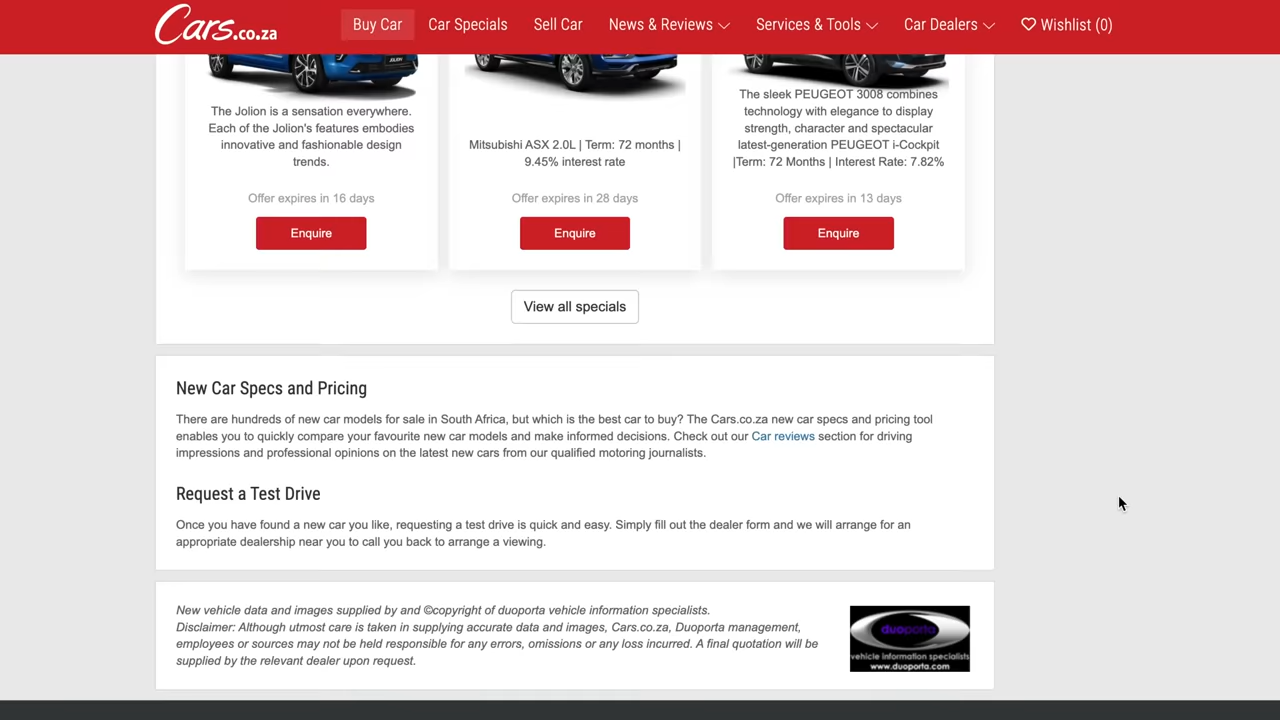 Cars.co.za
Buy Car
Car Specials
Sell Car
News & Reviews
Services & Tools
Car Dealers
Wishlist (0)
JOLION
The Jolion is a sensation everywhere.
Each of the Jolion's features embodies
innovative and fashionable design
trends.
Offer expires in 16 days
Enquire
Mitsubishi ASX 2.0L | Term: 72 months |
9.45% interest rate
Offer expires in 28 days
Enquire
The sleek PEUGEOT 3008 combines
technology with elegance to display
strength, character and spectacular
latest-generation PEUGEOT i-Cockpit
|Term: 72 Months | Interest Rate: 7.82%
Offer expires in 13 days
Enquire
View all specials
New Car Specs and Pricing
There are hundreds of new car models for sale in South Africa, but which is the best car to buy? The Cars.co.za new car specs and pricing tool
enables you to quickly compare your favourite new car models and make informed decisions. Check out our Car reviews section for driving
impressions and professional opinions on the latest new cars from our qualified motoring journalists.
Request a Test Drive
Once you have found a new car you like, requesting a test drive is quick and easy. Simply fill out the dealer form and we will arrange for an
appropriate dealership near you to call you back to arrange a viewing.
New vehicle data and images supplied by and ©copyright of duoporta vehicle information specialists.
Disclaimer: Although utmost care is taken in supplying accurate data and images, Cars.co.za, Duoporta management,
employees or sources may not be held responsible for any errors, omissions or any loss incurred. A final quotation will be
supplied by the relevant dealer upon request.
duoporta
vehicle information specialists
www.duoporta.com